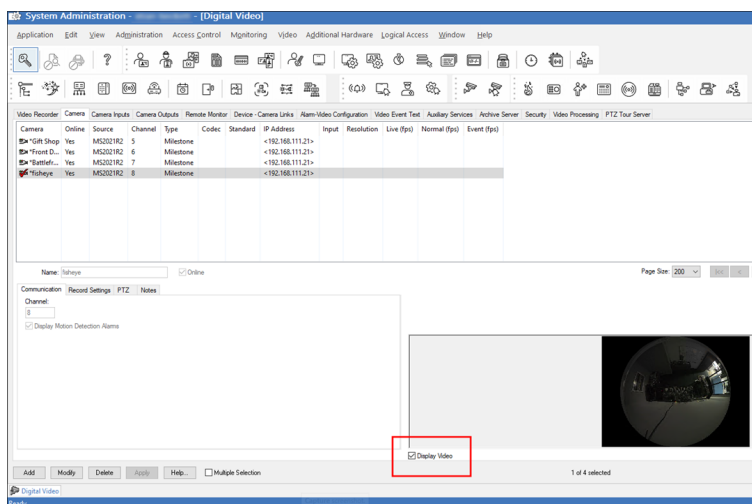 System Administration - - [Digital Video]
Application Edit View Administration Access Control Monitoring Video Additional Hardware Logical Access Window Help
Video Recorder Camera Camera Inputs Camera Outputs Remote Monitor Device - Camera Links Alarm-Video Configuration Video Event Text Auxiliary Services Archive Server Security Video Processing PTZ Tour Server
Camera Online Source Channel Type Codec Standard IP Address Input Resolution Live (fps) Normal (fps) Event (fps)
*Gift Shop Yes MS2021R2 5 Milestone <192.168.111.21>
*Front D... Yes MS2021R2 6 Milestone <192.168.111.21>
*Battlefr... Yes MS2021R2 7 Milestone <192.168.111.21>
*fisheye Yes MS2021R2 8 Milestone <192.168.111.21>
Name: fisheye Online Page Size: 200 |<< <
Communication Record Settings PTZ Notes
Channel:
8
Display Motion Detection Alarms
Display Video
Add Modify Delete Apply Help... Multiple Selection 1 of 4 selected
Digital Video
Ready